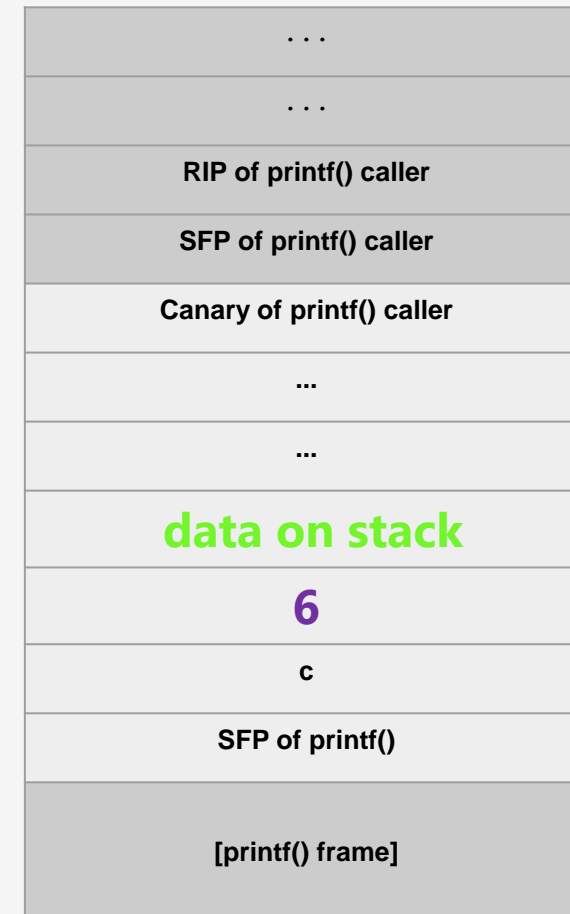 . . .
. . .
RIP of printf() caller
SFP of printf() caller
Canary of printf() caller
...
...
data on stack
6
c
SFP of printf()
[printf() frame]